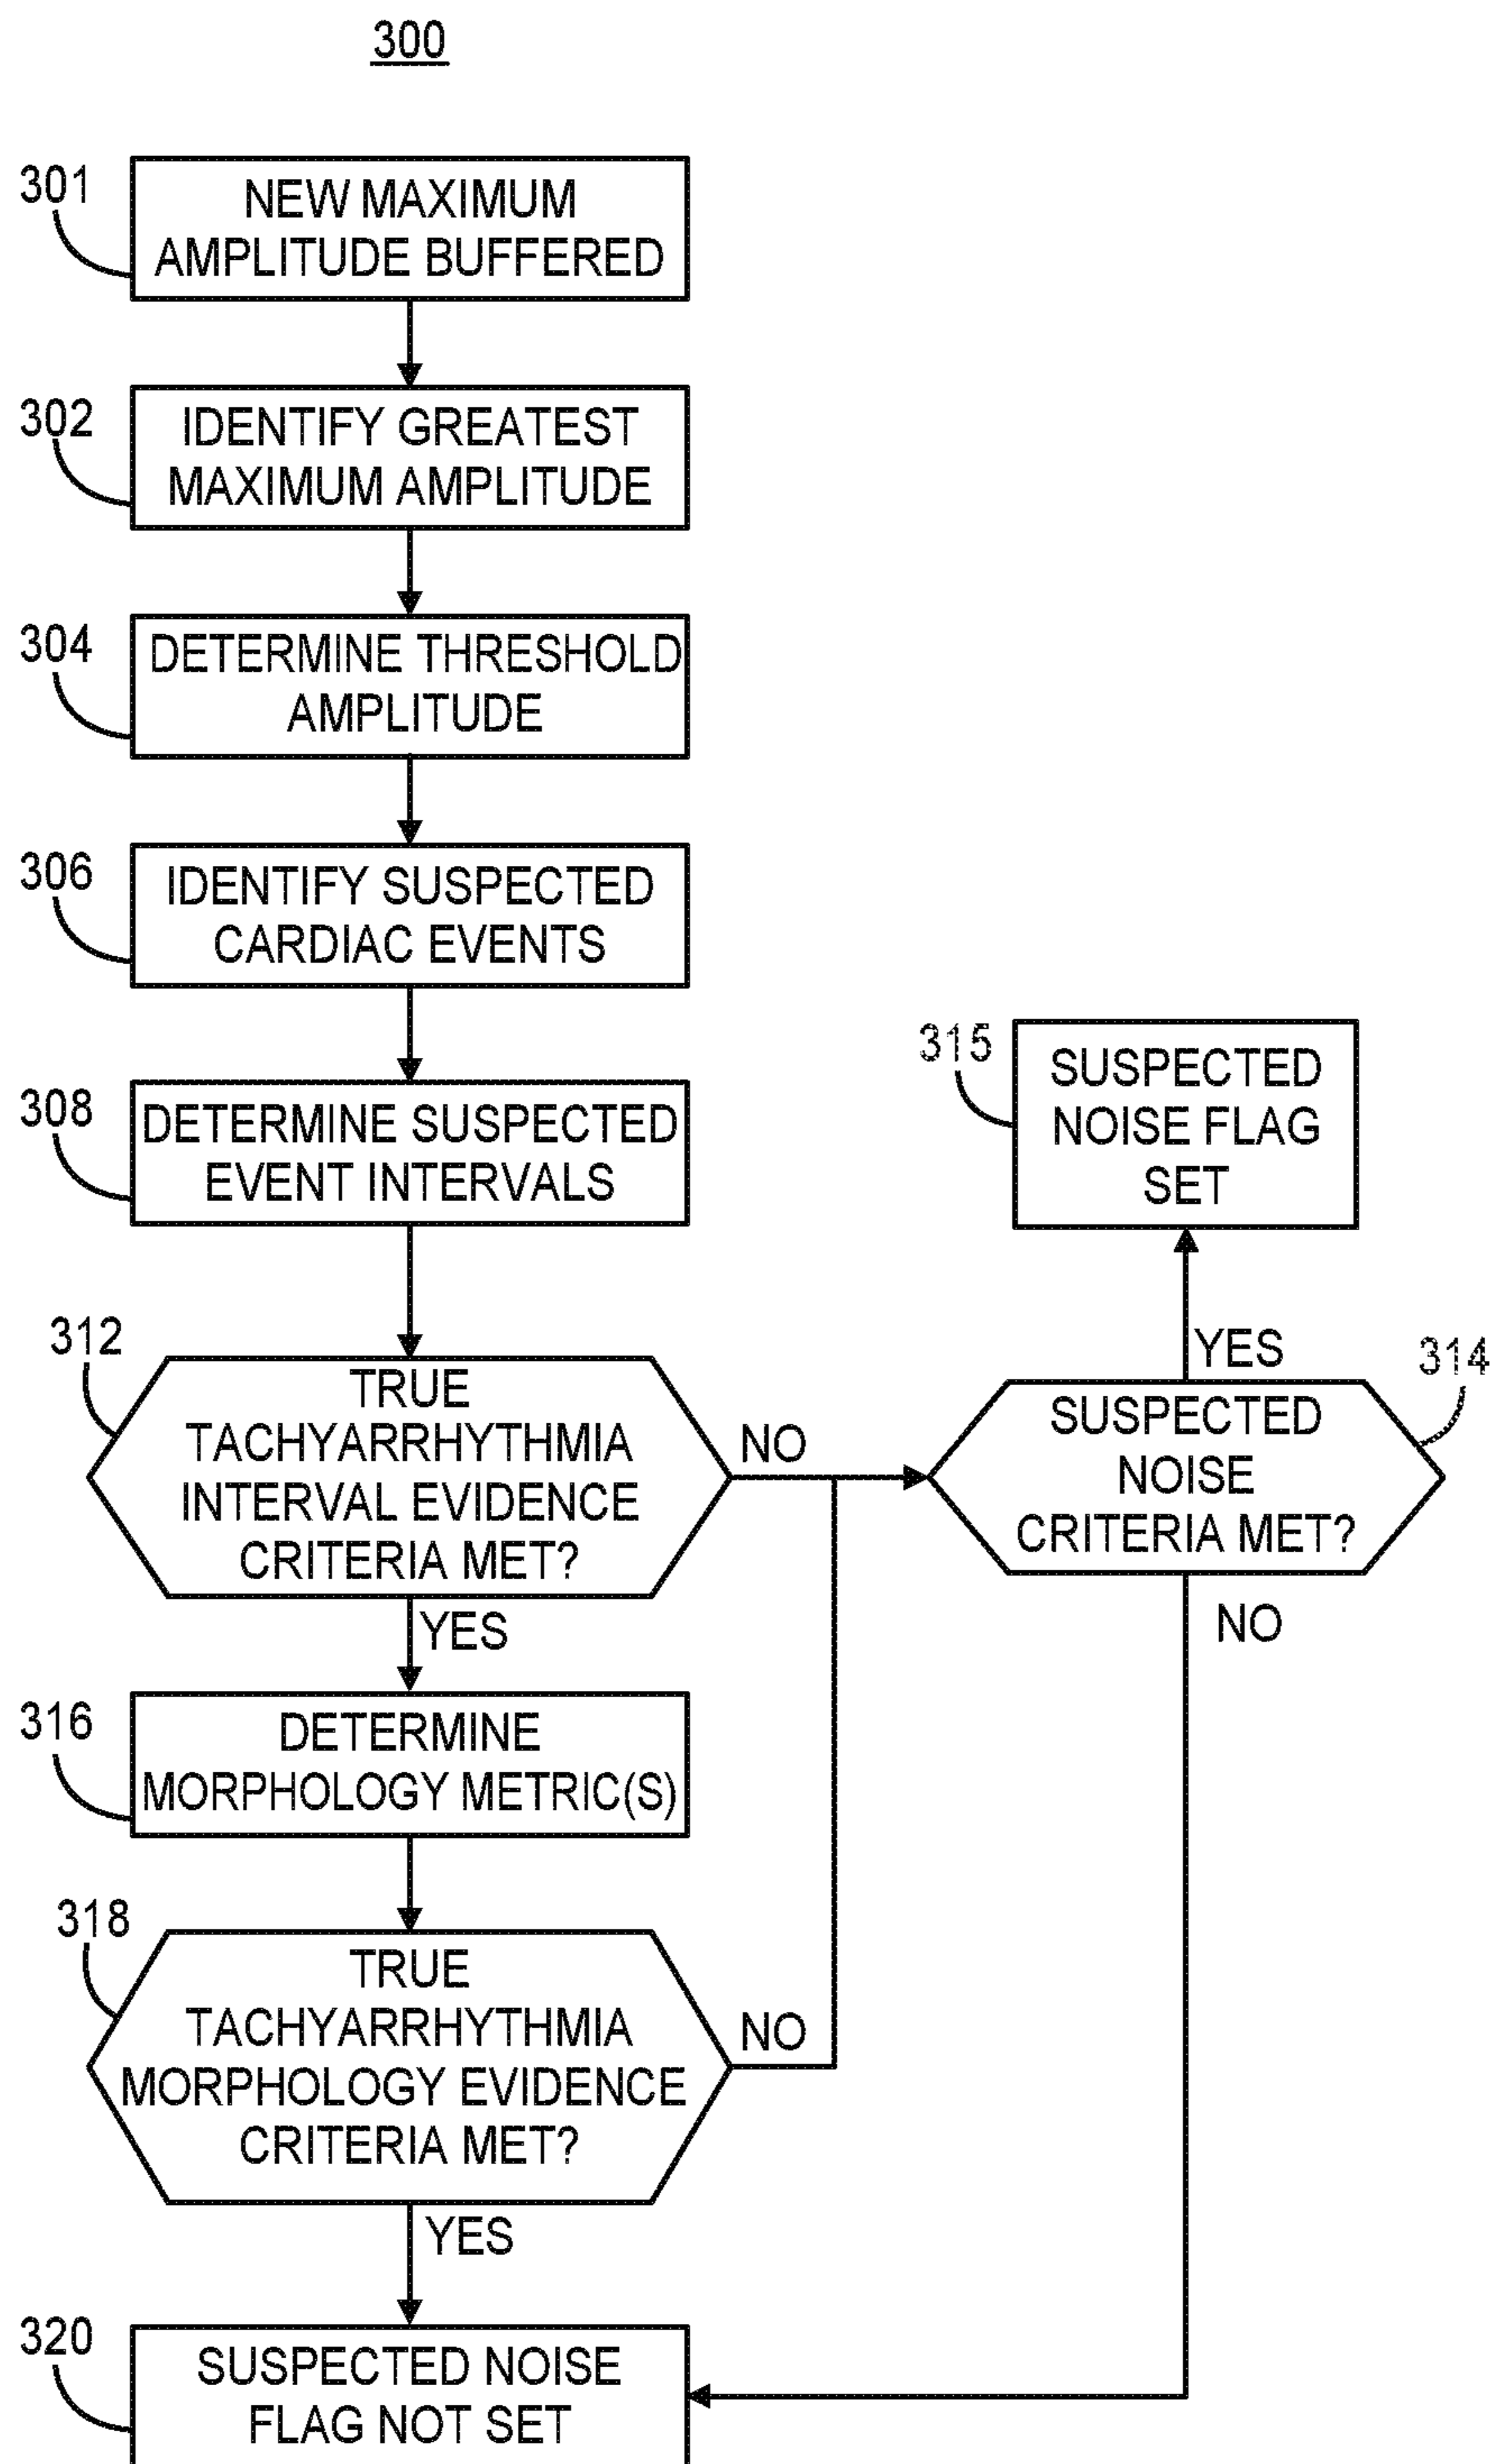 300
301
NEW MAXIMUM
AMPLITUDE BUFFERED
302
IDENTIFY GREATEST
MAXIMUM AMPLITUDE
304
DETERMINE THRESHOLD
AMPLITUDE
306
IDENTIFY SUSPECTED
CARDIAC EVENTS
308
DETERMINE SUSPECTED
EVENT INTERVALS
315
SUSPECTED
NOISE FLAG
SET
312
TRUE
TACHYARRHYTHMIA
INTERVAL EVIDENCE
CRITERIA MET?
NO
YES
314
SUSPECTED
NOISE
CRITERIA MET?
YES
NO
316
DETERMINE
MORPHOLOGY METRIC(S)
318
TRUE
TACHYARRHYTHMIA
MORPHOLOGY EVIDENCE
CRITERIA MET?
NO
YES
320
SUSPECTED NOISE
FLAG NOT SET